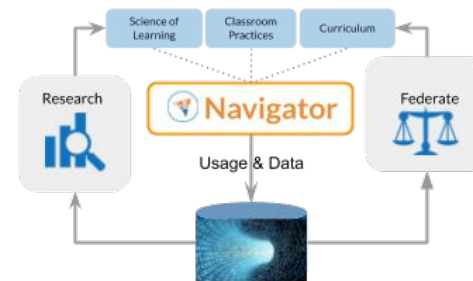 Science of
Learning
Classroom
Practices
Curriculum
Research
Navigator
Federate
Usage & Data